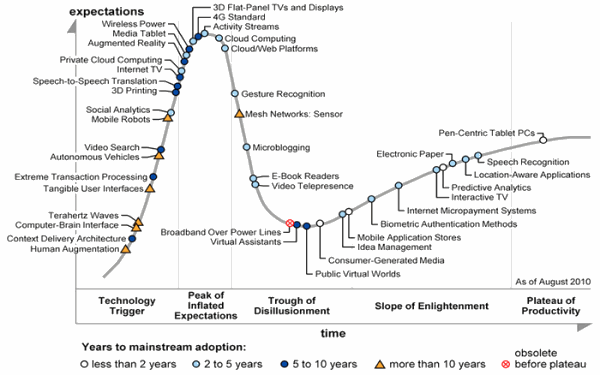 expectations
3D Flat-Panel TVs and Displays
4G Standard
Activity Streams
Wireless Power
Media Tablet
Augmented Reality
Cloud Computing
Cloud/Web Platforms
Private Cloud Computing
Internet TV
Speech-to-Speech Translation
3D Printing
Gesture Recognition
Social Analytics
Mobile Robots
Mesh Networks: Sensor
Pen-Centric Tablet PCs
Video Search
Autonomous Vehicles
Microblogging
Electronic Paper
Speech Recognition
Location-Aware Applications
Extreme Transaction Processing
Tangible User Interfaces
E-Book Readers
Video Telepresence
Predictive Analytics
Interactive TV
Internet Micropayment Systems
Terahertz Waves
Computer-Brain Interface
Biometric Authentication Methods
Context Delivery Architecture
Human Augmentation
Broadband Over Power Lines
Virtual Assistants
Mobile Application Stores
Idea Management
Consumer-Generated Media
Public Virtual Worlds
As of August 2010
Technology
Trigger
Peak of
Inflated
Expectations
Trough of
Disillusionment
Slope of Enlightenment
Plateau of
Productivity
time
Years to mainstream adoption:
less than 2 years
2 to 5 years
5 to 10 years
more than 10 years
obsolete
before plateau